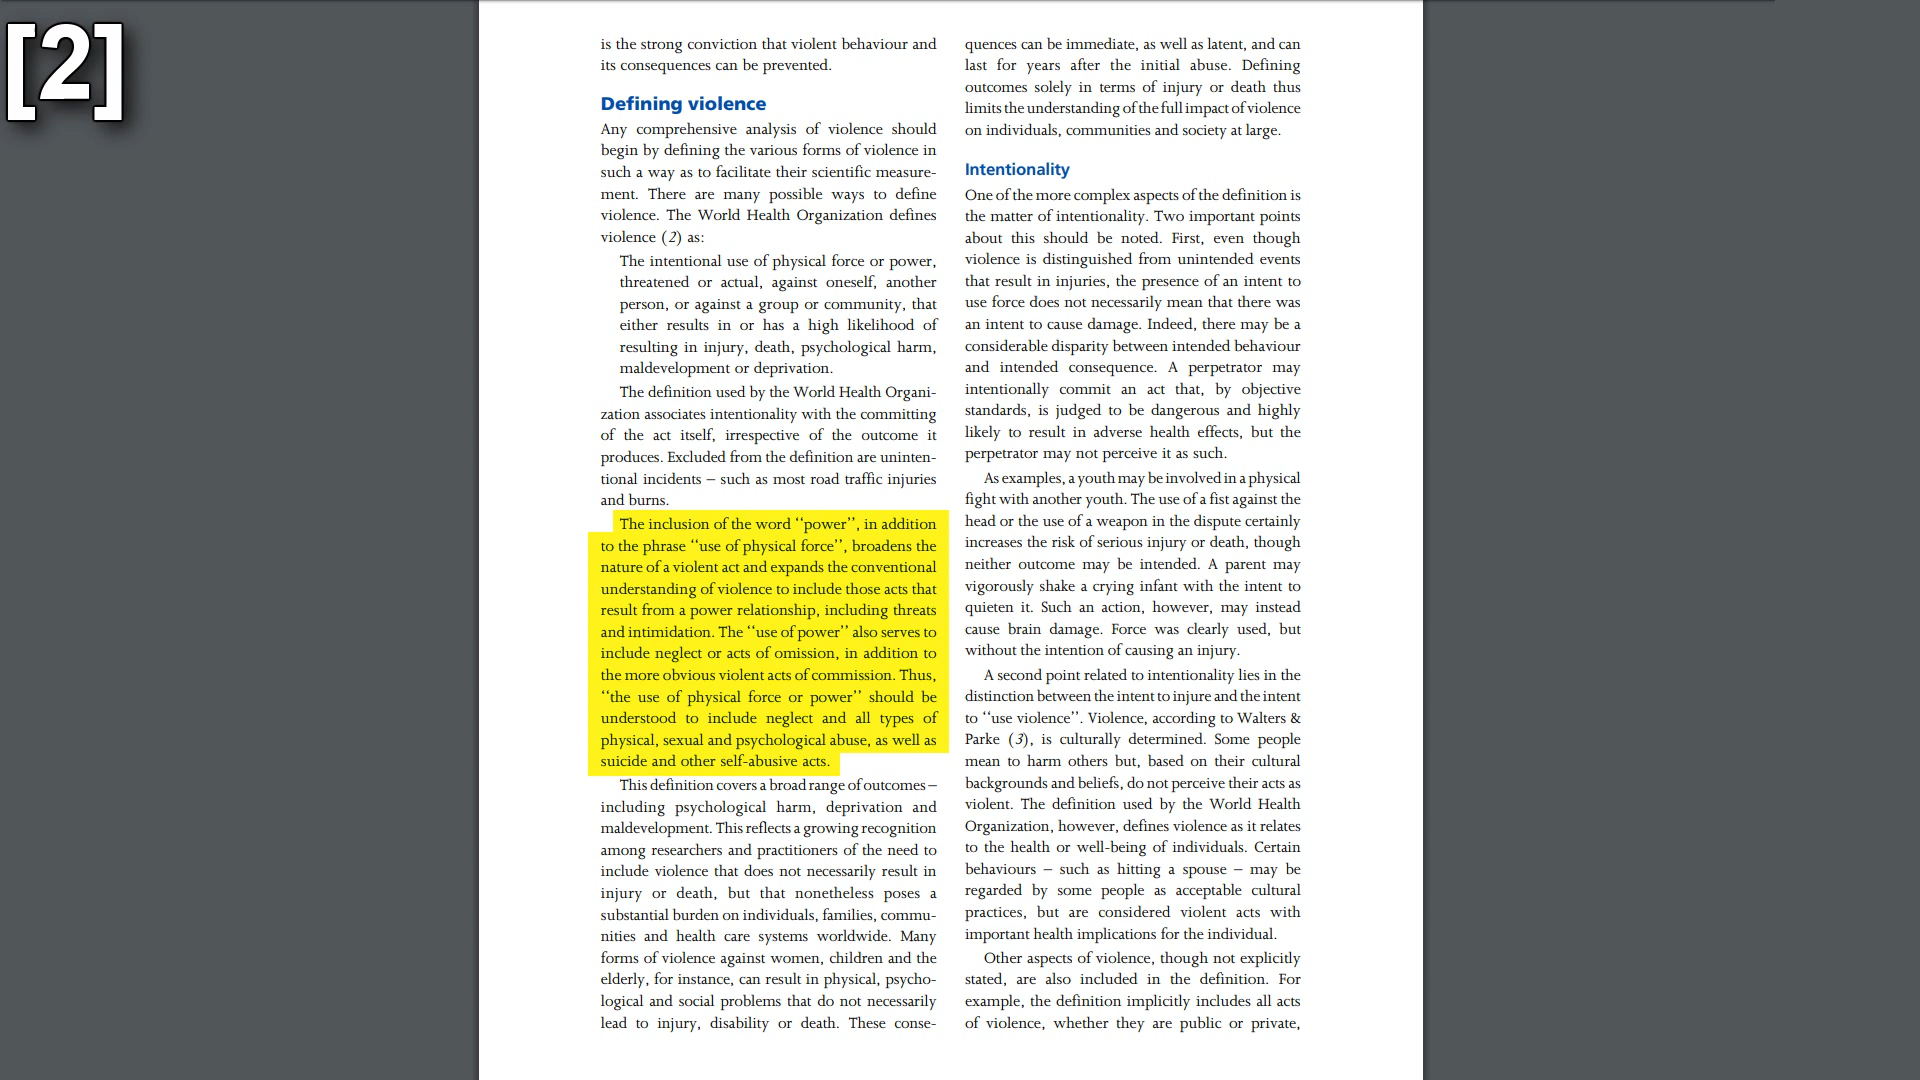 [2]
is the strong conviction that violent behaviour and
its consequences can be prevented.
Defining violence
Any comprehensive analysis of violence should
begin by defining the various forms of violence in
such a way as to facilitate their scientific measure-
ment. There are many possible ways to define
violence. The World Health Organization defines
violence (2) as:
The intentional use of physical force or power,
threatened or actual, against oneself, another
person, or against a group or community, that
either results in or has a high likelihood of
resulting in injury, death, psychological harm,
maldevelopment or deprivation.
The definition used by the World Health Organi-
zation associates intentionality with the committing
of the act itself, irrespective of the outcome it
produces. Excluded from the definition are uninten-
tional incidents – such as most road traffic injuries
and burns.
The inclusion of the word ‘‘power’’, in addition
to the phrase ‘‘use of physical force’’, broadens the
nature of a violent act and expands the conventional
understanding of violence to include those acts that
result from a power relationship, including threats
and intimidation. The ‘‘use of power’’ also serves to
include neglect or acts of omission, in addition to
the more obvious violent acts of commission. Thus,
‘‘the use of physical force or power’’ should be
understood to include neglect and all types of
physical, sexual and psychological abuse, as well as
suicide and other self-abusive acts.
This definition covers a broad range of outcomes –
including psychological harm, deprivation and
maldevelopment. This reflects a growing recognition
among researchers and practitioners of the need to
include violence that does not necessarily result in
injury or death, but that nonetheless poses a
substantial burden on individuals, families, commu-
nities and health care systems worldwide. Many
forms of violence against women, children and the
elderly, for instance, can result in physical, psycho-
logical and social problems that do not necessarily
lead to injury, disability or death. These conse-
quences can be immediate, as well as latent, and can
last for years after the initial abuse. Defining
outcomes solely in terms of injury or death thus
limits the understanding of the full impact of violence
on individuals, communities and society at large.
Intentionality
One of the more complex aspects of the definition is
the matter of intentionality. Two important points
about this should be noted. First, even though
violence is distinguished from unintended events
that result in injuries, the presence of an intent to
use force does not necessarily mean that there was
an intent to cause damage. Indeed, there may be a
considerable disparity between intended behaviour
and intended consequence. A perpetrator may
intentionally commit an act that, by objective
standards, is judged to be dangerous and highly
likely to result in adverse health effects, but the
perpetrator may not perceive it as such.
As examples, a youth may be involved in a physical
fight with another youth. The use of a fist against the
head or the use of a weapon in the dispute certainly
increases the risk of serious injury or death, though
neither outcome may be intended. A parent may
vigorously shake a crying infant with the intent to
quieten it. Such an action, however, may instead
cause brain damage. Force was clearly used, but
without the intention of causing an injury.
A second point related to intentionality lies in the
distinction between the intent to injure and the intent
to ‘‘use violence’’. Violence, according to Walters &
Parke (3), is culturally determined. Some people
mean to harm others but, based on their cultural
backgrounds and beliefs, do not perceive their acts as
violent. The definition used by the World Health
Organization, however, defines violence as it relates
to the health or well-being of individuals. Certain
behaviours – such as hitting a spouse – may be
regarded by some people as acceptable cultural
practices, but are considered violent acts with
important health implications for the individual.
Other aspects of violence, though not explicitly
stated, are also included in the definition. For
example, the definition implicitly includes all acts
of violence, whether they are public or private,